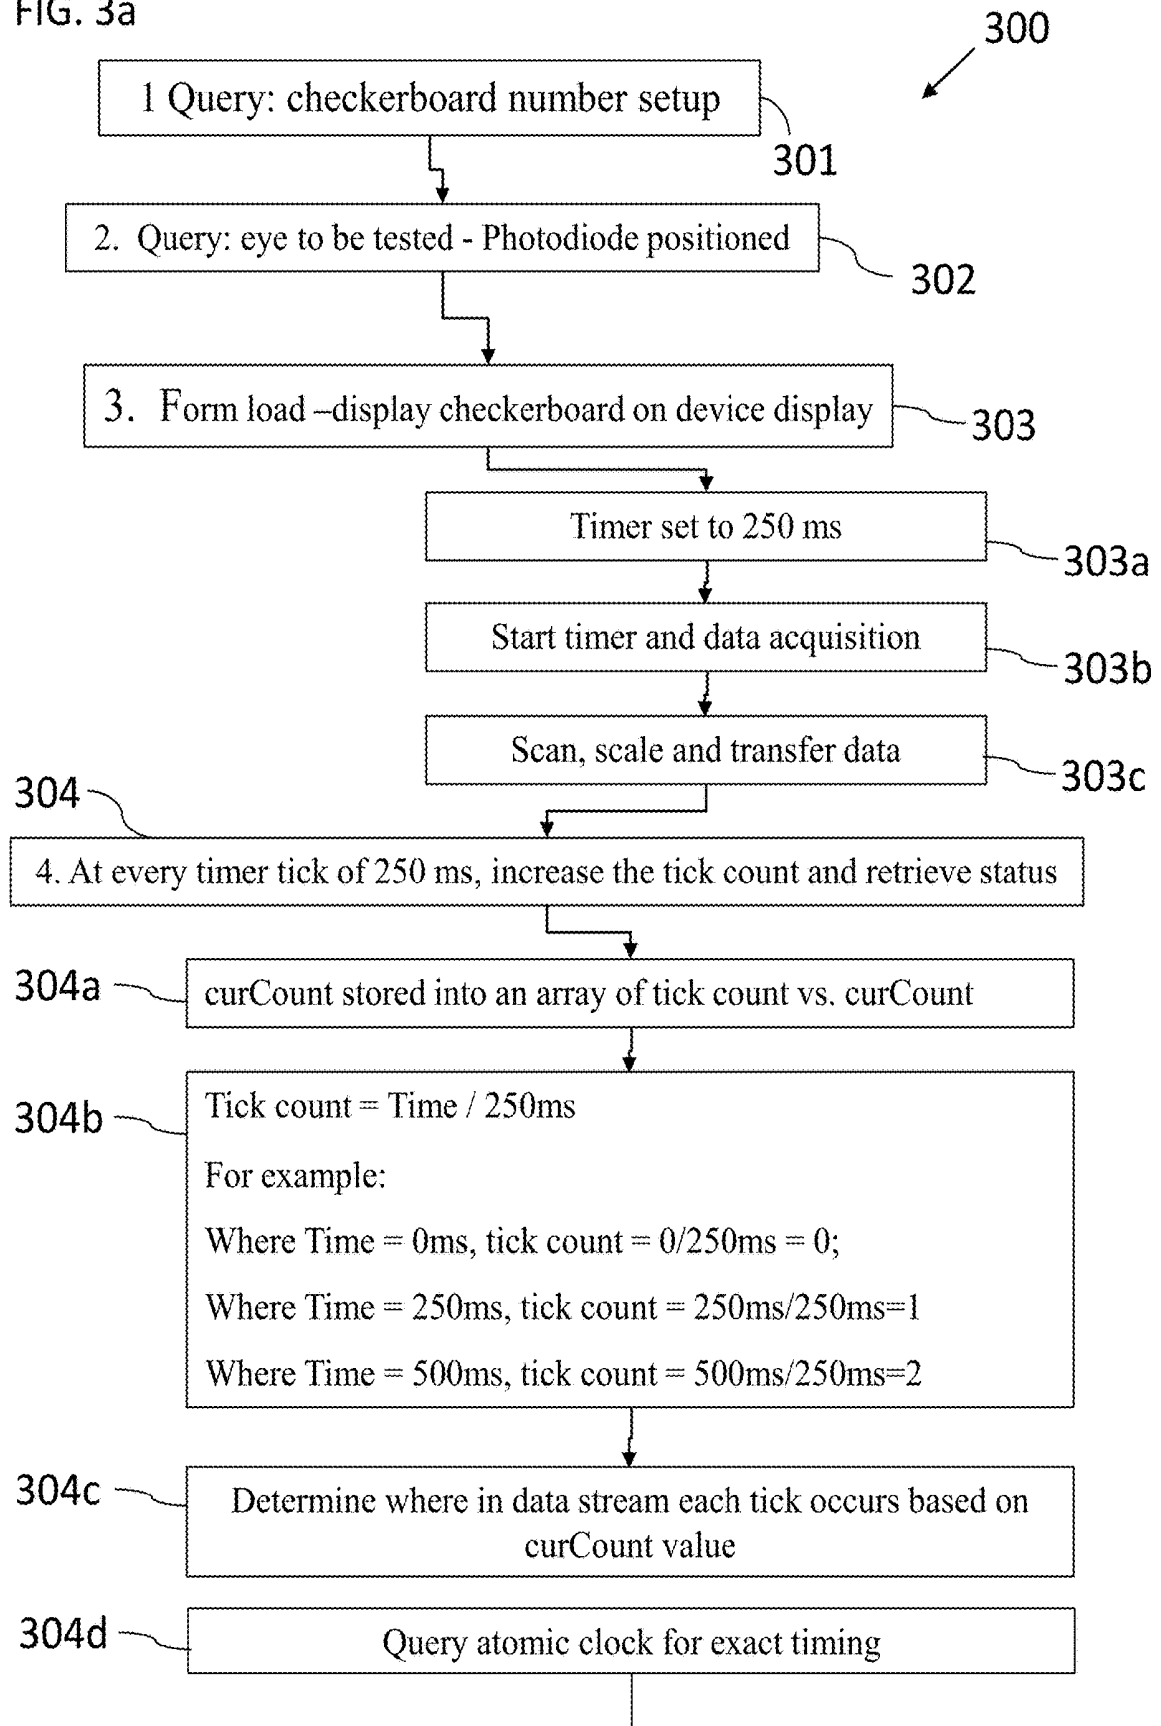 FIG. 3a
300
1 Query: checkerboard number setup
301
2. Query: eye to be tested - Photodiode positioned
302
3. Form load –display checkerboard on device display
303
Timer set to 250 ms
303a
Start timer and data acquisition
303b
Scan, scale and transfer data
303c
304
4. At every timer tick of 250 ms, increase the tick count and retrieve status
304a
curCount stored into an array of tick count vs. curCount
304b
Tick count = Time / 250ms
For example:
Where Time = 0ms, tick count = 0/250ms = 0;
Where Time = 250ms, tick count = 250ms/250ms=1
Where Time = 500ms, tick count = 500ms/250ms=2
304c
Determine where in data stream each tick occurs based on
curCount value
304d
Query atomic clock for exact timing